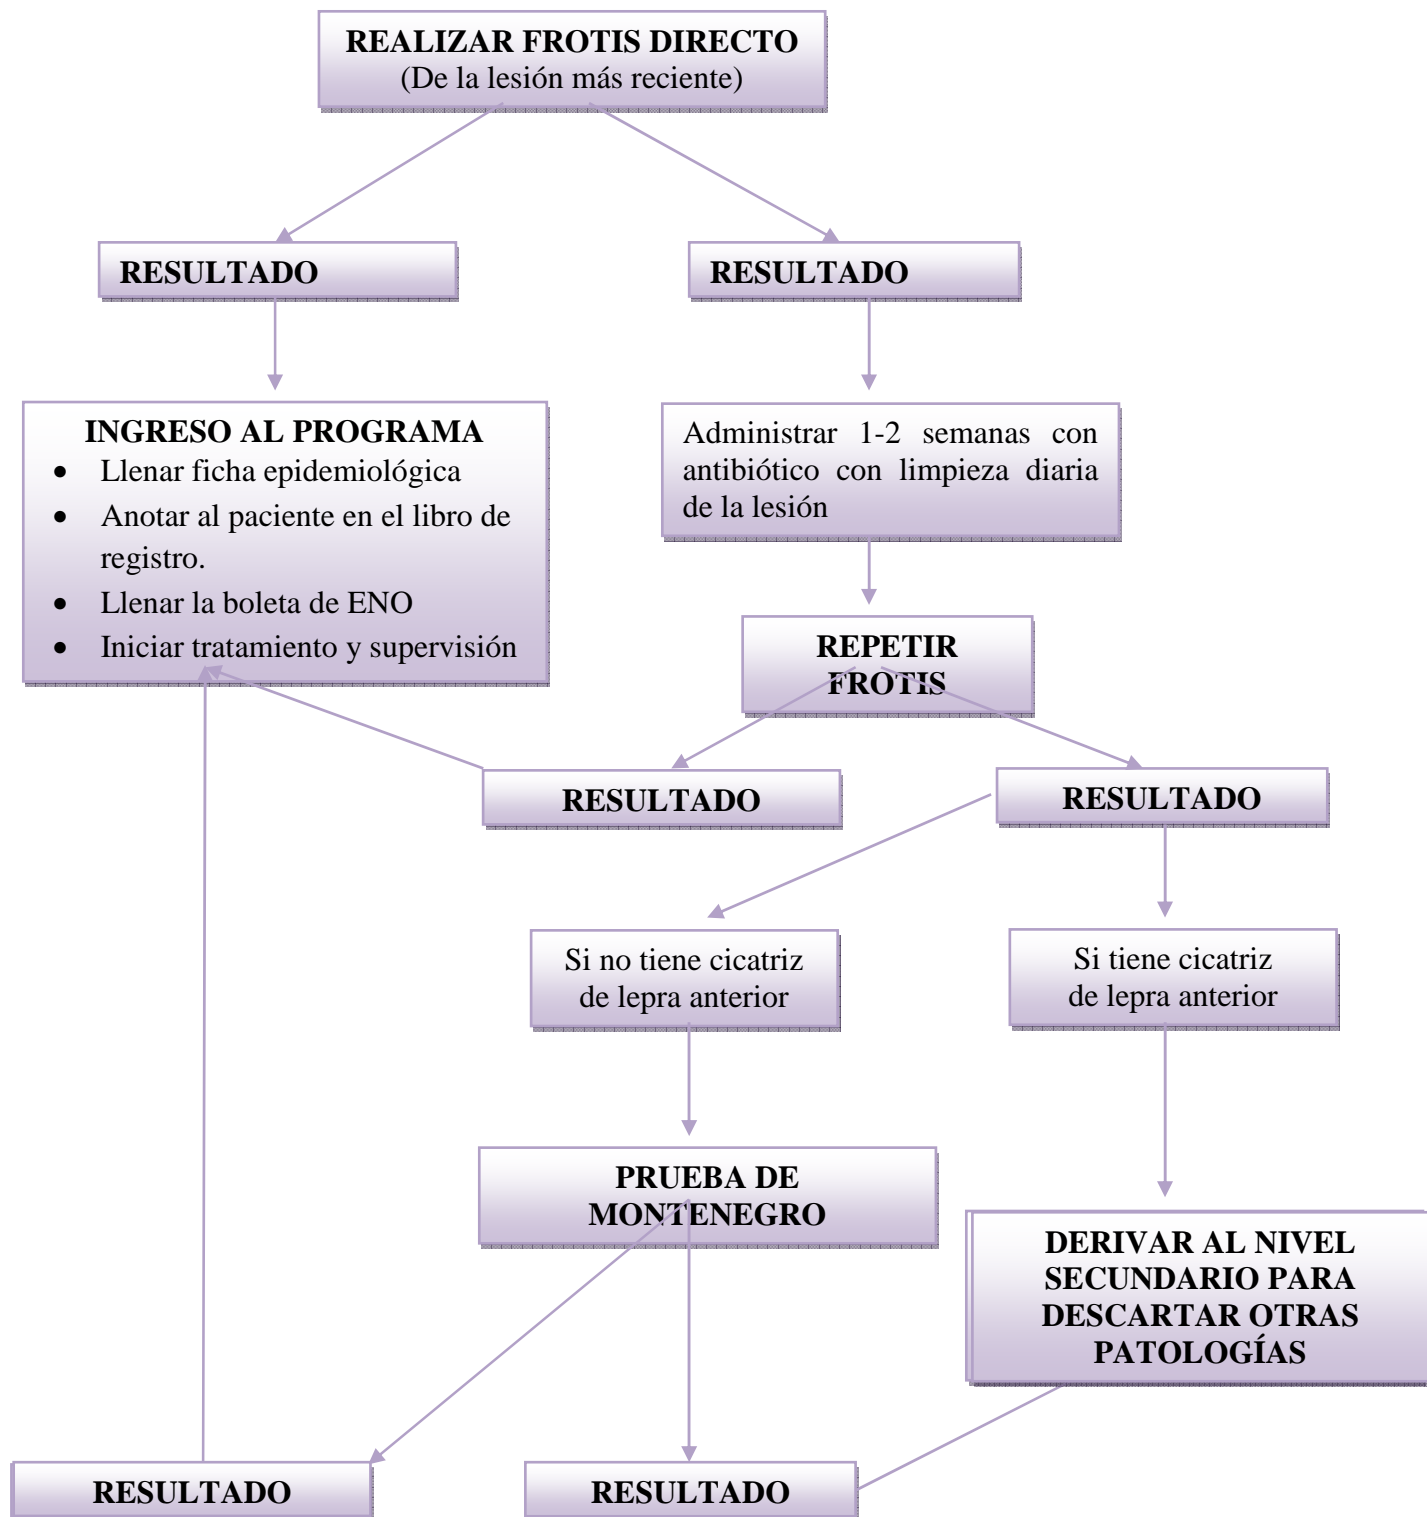 REALIZAR FROTIS DIRECTO
(De la lesión más reciente)
RESULTADO
RESULTADO
INGRESO AL PROGRAMA
• Llenar ficha epidemiológica
• Anotar al paciente en el libro de
registro.
• Llenar la boleta de ENO
• Iniciar tratamiento y supervisión
Administrar 1-2 semanas con
antibiótico con limpieza diaria
de la lesión
REPETIR
FROTIS
RESULTADO
RESULTADO
Si no tiene cicatriz
de lepra anterior
Si tiene cicatriz
de lepra anterior
PRUEBA DE
MONTENEGRO
DERIVAR AL NIVEL
SECUNDARIO PARA
DESCARTAR OTRAS
PATOLOGÍAS
RESULTADO
RESULTADO